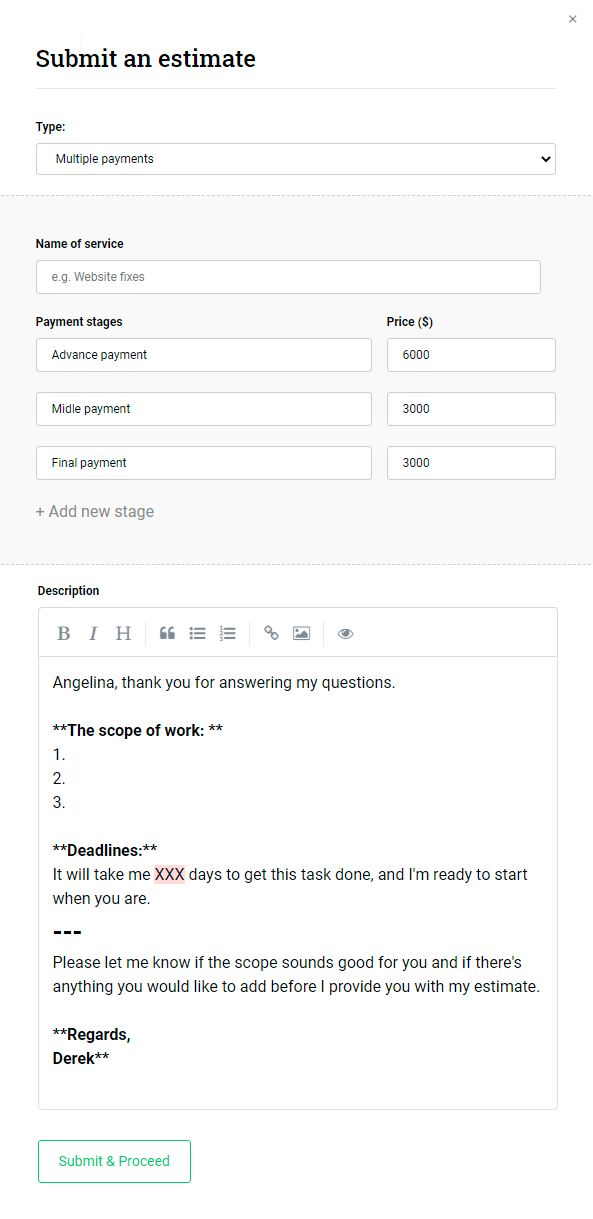 ×
Submit an estimate
Type:
Multiple payments
Name of service
e.g. Website fixes
Payment stages Price ($)
Advance payment 6000
Midle payment 3000
Final payment 3000
+ Add new stage
Description
B I H
Angelina, thank you for answering my questions.
**The scope of work: **
1.
2.
3.
**Deadlines:**
It will take me XXX days to get this task done, and I'm ready to start
when you are.
---
Please let me know if the scope sounds good for you and if there's
anything you would like to add before I provide you with my estimate.
**Regards,
Derek**
Submit & Proceed